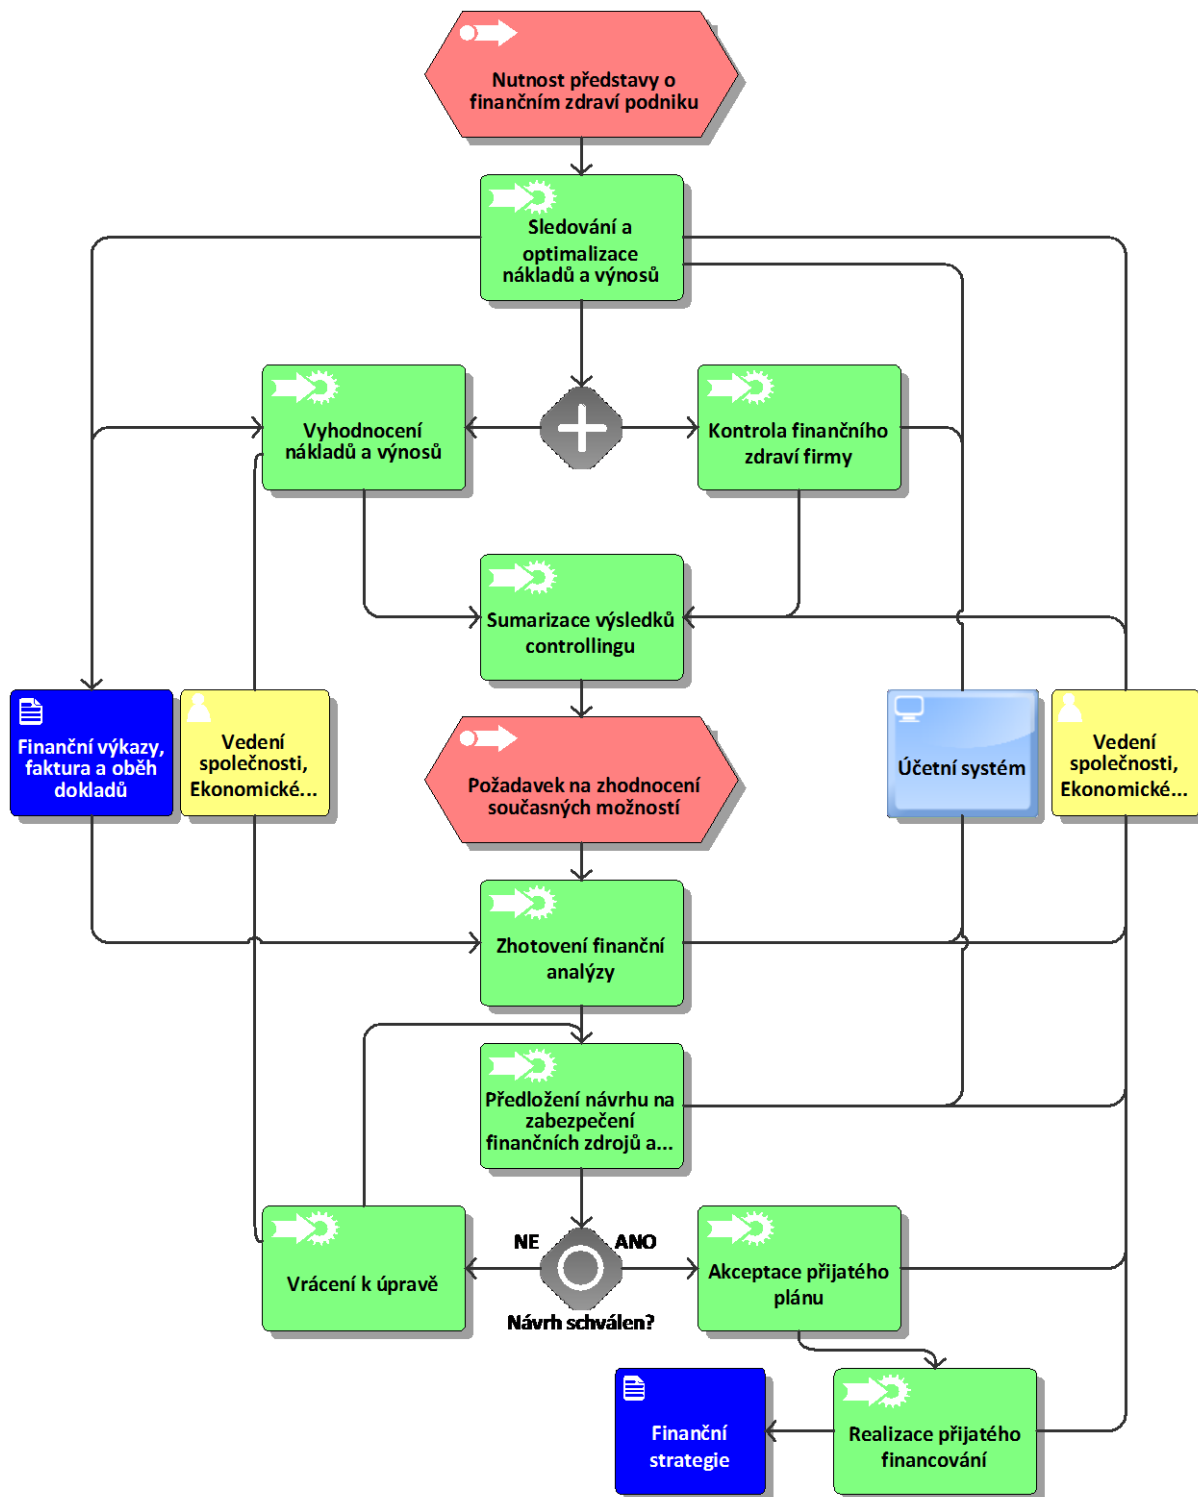 Nutnost představy o
finančním zdraví podniku
Sledování a
optimalizace
nákladů a výnosů
Vyhodnocení
nákladů a výnosů
Kontrola finančního
zdraví firmy
Sumarizace výsledků
controllingu
Finanční výkazy,
faktura a oběh
dokladů
Vedení
společnosti,
Ekonomické...
Požadavek na zhodnocení
současných možností
Účetní systém
Vedení
společnosti,
Ekonomické...
Zhotovení finanční
analýzy
Předložení návrhu na
zabezpečení
finančních zdrojů a...
NE
ANO
Vrácení k úpravě
Návrh schválen?
Akceptace přijatého
plánu
Finanční
strategie
Realizace přijatého
financování